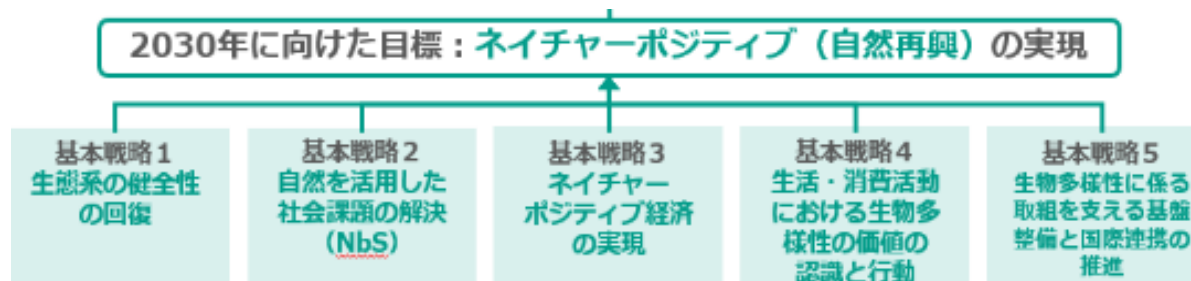 2030年に向けた目標：ネイチャーポジティブ（自然再興）の実現
基本戦略1
生態系の健全性
の回復
基本戦略2
自然を活用した
社会課題の解決
(NbS)
基本戦略3
ネイチャー
ポジティブ経済
の実現
基本戦略4
生活・消費活動
における生物多
様性の価値の
認識と行動
基本戦略5
生物多様性に係る
取組を支える基盤
整備と国際連携の
推進